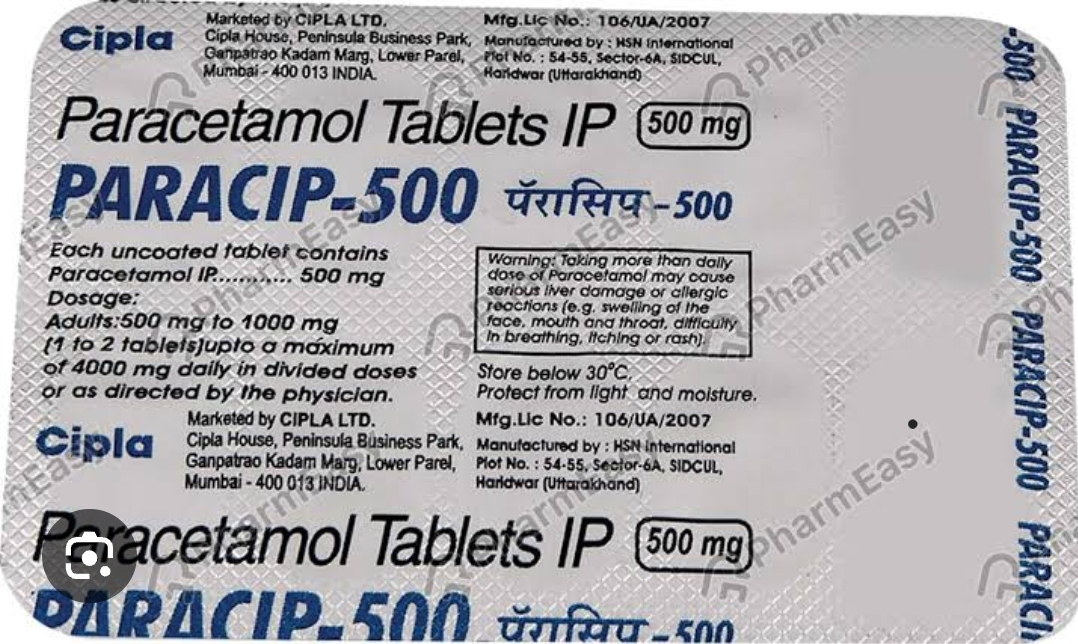 Cipla
Marketed by CIPLA LTD.
Cipla House, Peninsula Business Park,
Ganpatrao Kadam Marg, Lower Parel,
Mumbai - 400 013 INDIA.
Mfg.Lic No.: 106/UA/2007
Manufactured by : HSN International
Plot No. : 54-55, Sector-6A, SIDCUL,
Haridwar (Uttarakhand)
Paracetamol Tablets IP 500 mg
PARACIP-500 पॅरासिप -500
Each uncoated tablet contains
Paracetamol IP............ 500 mg
Dosage:
Adults:500 mg to 1000 mg
(1 to 2 tablets)upto a maximum
of 4000 mg daily in divided doses
or as directed by the physician.
Warning: Taking more than daily
dose of Paracetamol may cause
serious liver damage or allergic
reactions (e.g. swelling of the
face, mouth and throat, difficulty
in breathing, itching or rash).
Store below 30°C.
Protect from light and moisture.
Cipla
Marketed by CIPLA LTD.
Cipla House, Peninsula Business Park,
Ganpatrao Kadam Marg, Lower Parel,
Mumbai - 400 013 INDIA.
Mfg.Lic No.: 106/UA/2007
Manufactured by : HSN International
Plot No. : 54-55, Sector-6A, SIDCUL,
Haridwar (Uttarakhand)
Paracetamol Tablets IP 500 mg
PARACIP-500 पॅरासिप -500
-500 PARACIP-500 PARACIP-500 PARACI
PharmEasy
PharmEasy
PharmEasy
PharmEasy